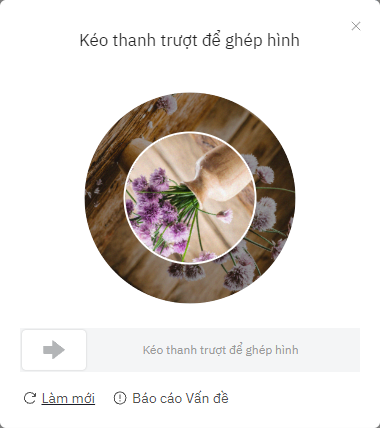 Kéo thanh trượt để ghép hình
Kéo thanh trượt để ghép hình
Làm mới
Báo cáo Vấn đề